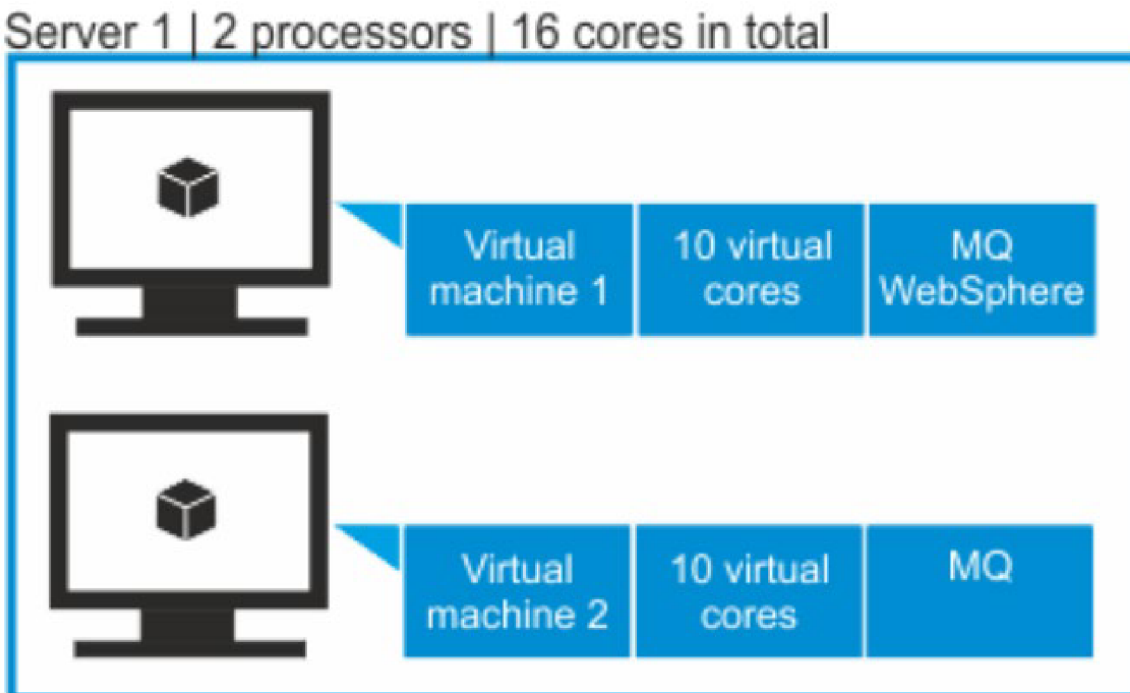 Server 1 | 2 processors | 16 cores in total
Virtual
machine 1
10 virtual
cores
MQ
WebSphere
Virtual
machine 2
10 virtual
cores
MQ